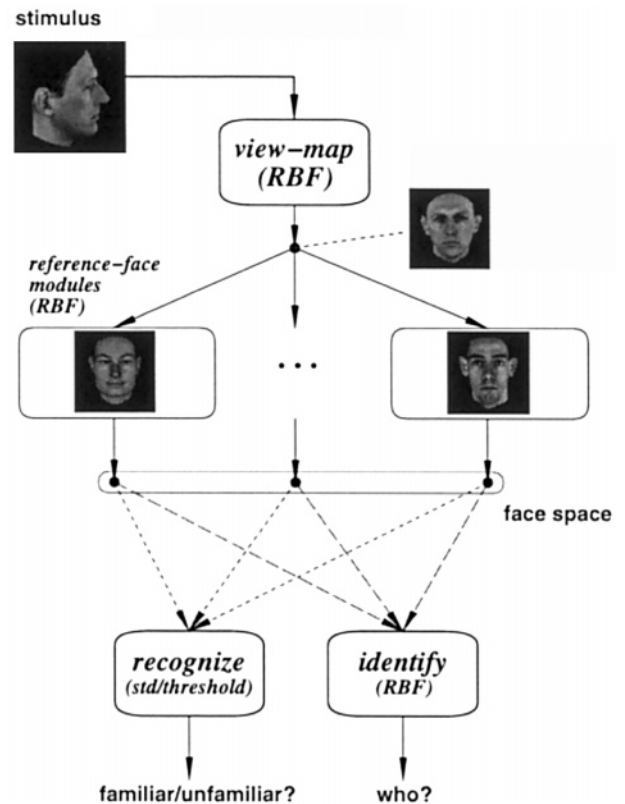 stimulus
view-map
(RBF)
reference-face
modules
(RBF)
...
face space
recognize
(std/threshold)
identify
(RBF)
familiar/unfamiliar?
who?